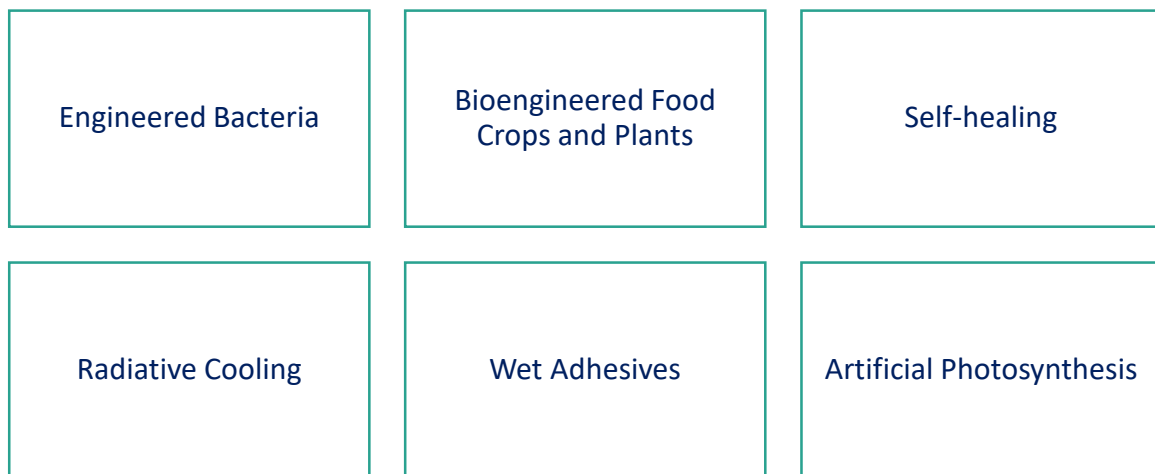 Engineered Bacteria
Bioengineered Food
Crops and Plants
Self-healing
Radiative Cooling
Wet Adhesives
Artificial Photosynthesis